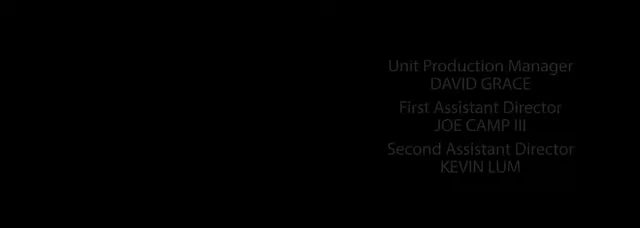 Unit Production Manager
DAVID GRACE
First Assistant Director
JOE CAMP III
Second Assistant Director
KEVIN LUM